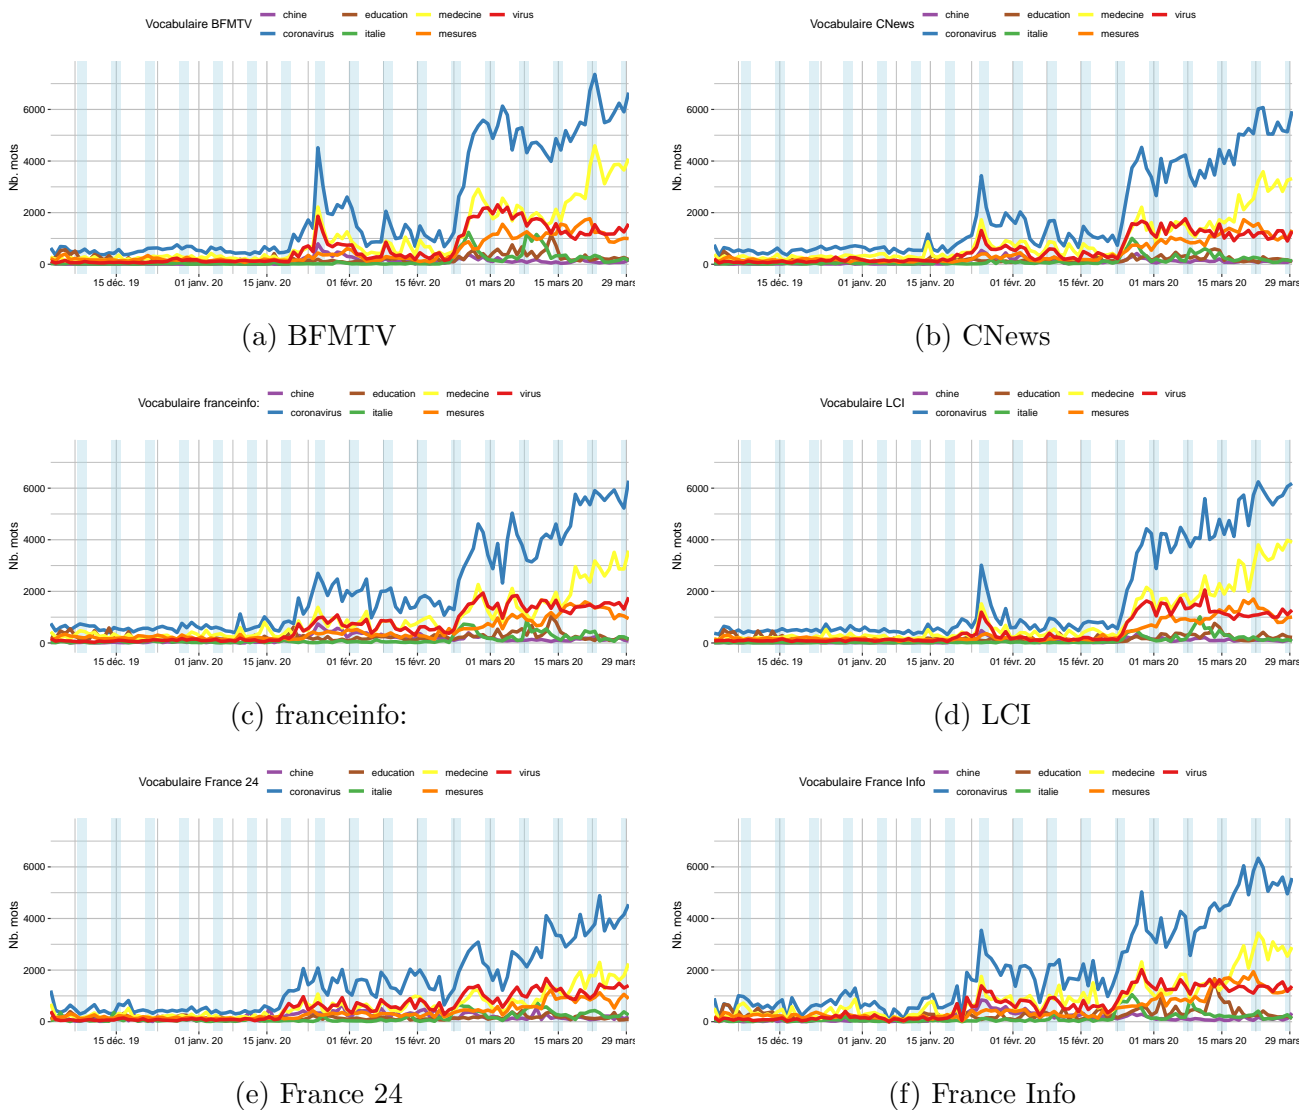 Vocabulaire BFMTV
chine education medecine virus
coronavirus italie mesures
Nb. mots
6000
4000
2000
0
15 déc. 19 01 janv. 20 15 janv. 20 01 févr. 20 15 févr. 20 01 mars 20 15 mars 20 29 mars
(a) BFMTV
Vocabulaire CNews
chine education medecine virus
coronavirus italie mesures
Nb. mots
6000
4000
2000
0
15 déc. 19 01 janv. 20 15 janv. 20 01 févr. 20 15 févr. 20 01 mars 20 15 mars 20 29 mars
(b) CNews
Vocabulaire franceinfo:
chine education medecine virus
coronavirus italie mesures
Nb. mots
6000
4000
2000
0
15 déc. 19 01 janv. 20 15 janv. 20 01 févr. 20 15 févr. 20 01 mars 20 15 mars 20 29 mars
(c) franceinfo:
Vocabulaire LCI
chine education medecine virus
coronavirus italie mesures
Nb. mots
6000
4000
2000
0
15 déc. 19 01 janv. 20 15 janv. 20 01 févr. 20 15 févr. 20 01 mars 20 15 mars 20 29 mars
(d) LCI
Vocabulaire France 24
chine education medecine virus
coronavirus italie mesures
Nb. mots
6000
4000
2000
0
15 déc. 19 01 janv. 20 15 janv. 20 01 févr. 20 15 févr. 20 01 mars 20 15 mars 20 29 mars
(e) France 24
Vocabulaire France Info
chine education medecine virus
coronavirus italie mesures
Nb. mots
6000
4000
2000
0
15 déc. 19 01 janv. 20 15 janv. 20 01 févr. 20 15 févr. 20 01 mars 20 15 mars 20 29 mars
(f) France Info